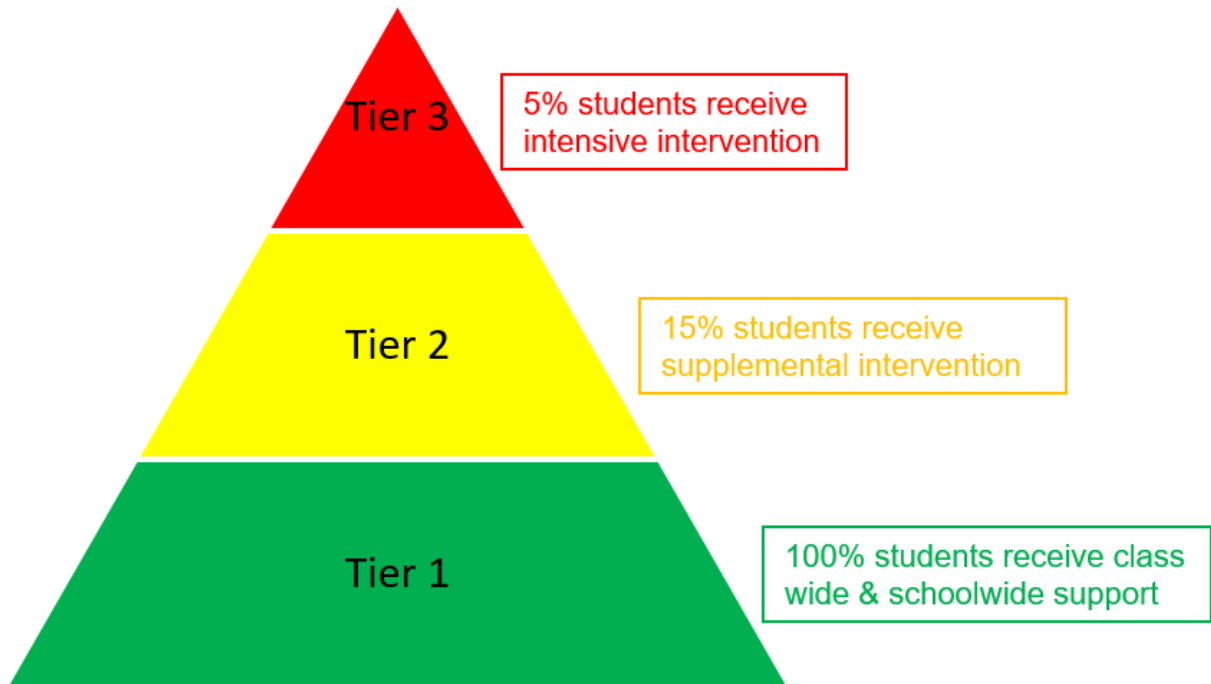 Tier 3
5% students receive
intensive intervention
Tier 2
15% students receive
supplemental intervention
Tier 1
100% students receive class
wide & schoolwide support